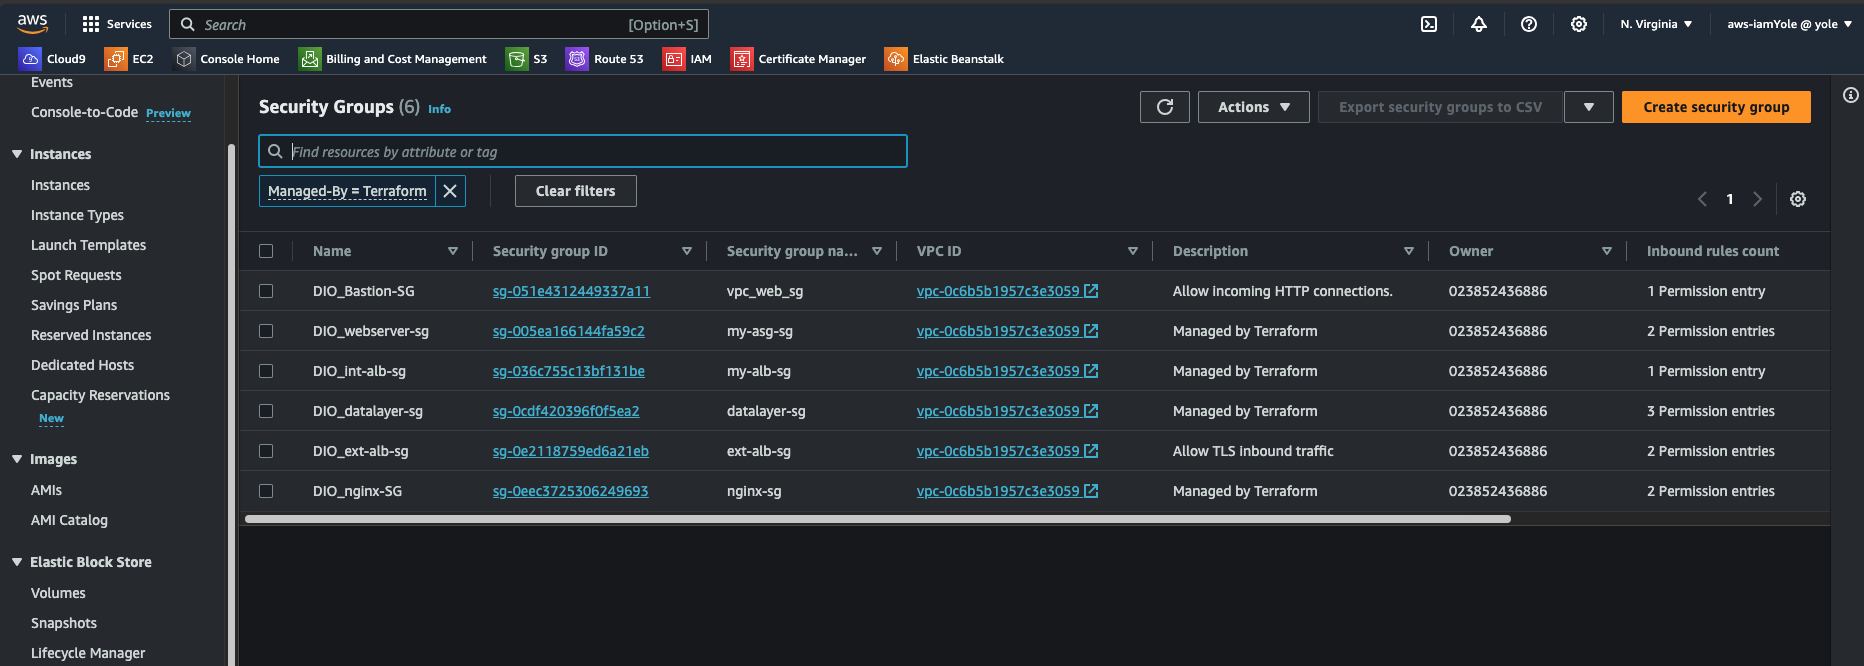 aws Services Search [Option+S] N. Virginia aws-iamYole @ yole
Cloud9 EC2 Console Home Billing and Cost Management S3 Route 53 IAM Certificate Manager Elastic Beanstalk
Events
Console-to-Code Preview
Instances
Instances
Instance Types
Launch Templates
Spot Requests
Savings Plans
Reserved Instances
Dedicated Hosts
Capacity Reservations
New
Images
AMIs
AMI Catalog
Elastic Block Store
Volumes
Snapshots
Lifecycle Manager
Security Groups (6) Info
Actions Export security groups to CSV Create security group
Find resources by attribute or tag
Managed-By = Terraform Clear filters
1
Name Security group ID Security group na... VPC ID Description Owner Inbound rules count
DIO_Bastion-SG sg-051e4312449337a11 vpc_web_sg vpc-0c6b5b1957c3e3059 Allow incoming HTTP connections. 023852436886 1 Permission entry
DIO_webserver-sg sg-005ea166144fa59c2 my-asg-sg vpc-0c6b5b1957c3e3059 Managed by Terraform 023852436886 2 Permission entries
DIO_int-alb-sg sg-036c755c13bf131be my-alb-sg vpc-0c6b5b1957c3e3059 Managed by Terraform 023852436886 1 Permission entry
DIO_datalayer-sg sg-0cdf420396f0f5ea2 datalayer-sg vpc-0c6b5b1957c3e3059 Managed by Terraform 023852436886 3 Permission entries
DIO_ext-alb-sg sg-0e2118759ed6a21eb ext-alb-sg vpc-0c6b5b1957c3e3059 Allow TLS inbound traffic 023852436886 2 Permission entries
DIO_nginx-SG sg-0eec3725306249693 nginx-sg vpc-0c6b5b1957c3e3059 Managed by Terraform 023852436886 2 Permission entries